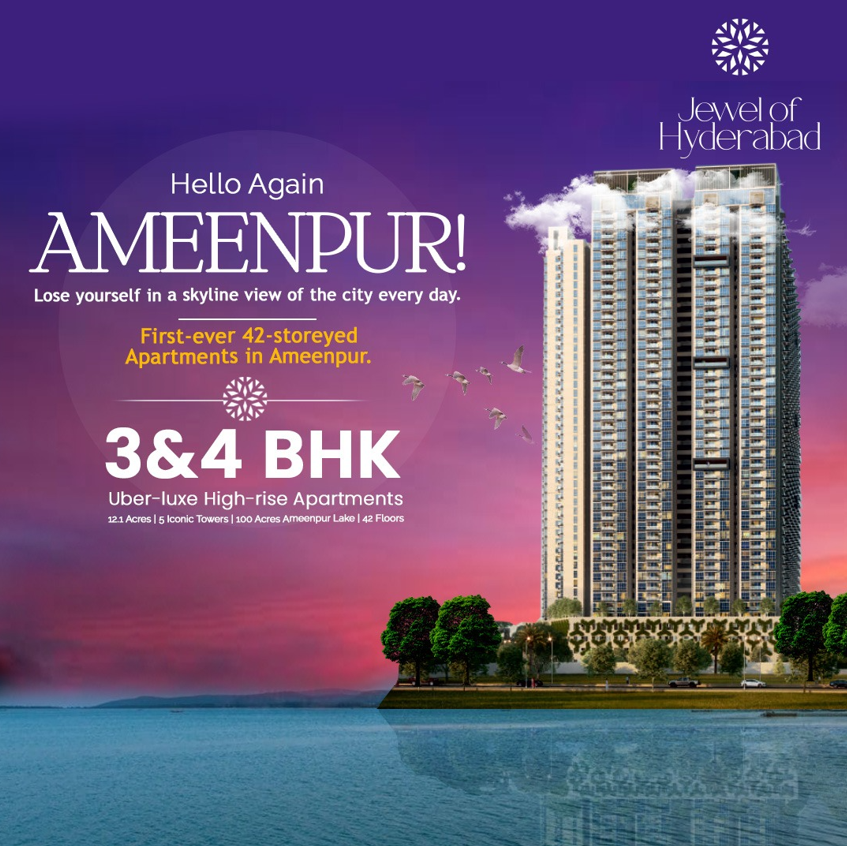 Jewel of
Hyderabad
Hello Again
AMEENPUR!
Lose yourself in a skyline view of the city every day.
First-ever 42-storeyed
Apartments in Ameenpur.
3&4 BHK
Uber-luxe High-rise Apartments
12.1 Acres | 5 Iconic Towers | 100 Acres Ameenpur Lake | 42 Floors